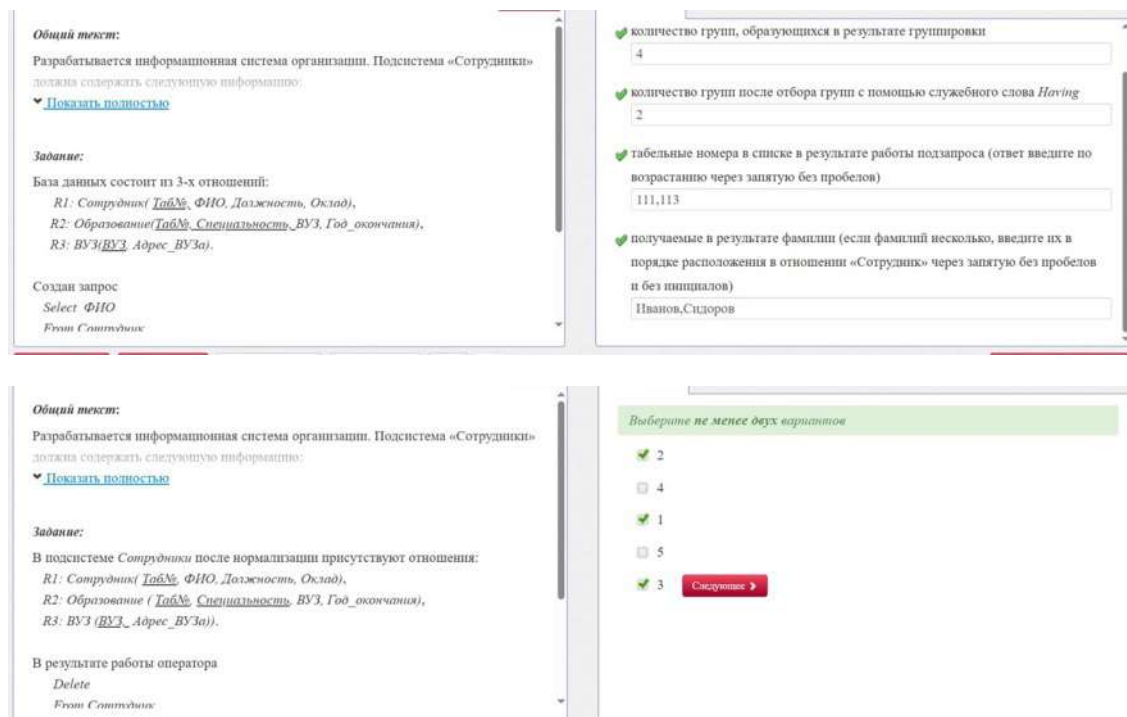 Общий текст:
Разрабатывается информационная система организации. Подсистема «Сотрудники»
должна содержать следующую информацию:
Показать полностью
Задание:
База данных состоит из 3-х отношений:
R1: Сотрудник( Таб№, ФИО, Должность, Оклад),
R2: Образование(Таб№, Специальность, ВУЗ, Год_окончания),
R3: ВУЗ(ВУЗ, Адрес_ВУЗа).
Создан запрос
Select ФИО
From Сотрудник
количество групп, образующихся в результате группировки
4
количество групп после отбора групп с помощью служебного слова Having
2
табельные номера в списке в результате работы подзапроса (ответ введите по
возрастанию через запятую без пробелов)
111,113
получаемые в результате фамилии (если фамилий несколько, введите их в
порядке расположения в отношении «Сотрудник» через запятую без пробелов
и без инициалов)
Иванов,Сидоров
Общий текст:
Разрабатывается информационная система организации. Подсистема «Сотрудники»
должна содержать следующую информацию:
Показать полностью
Задание:
В подсистеме Сотрудники после нормализации присутствуют отношения:
R1: Сотрудник( Таб№, ФИО, Должность, Оклад),
R2: Образование ( Таб№, Специальность, ВУЗ, Год_окончания),
R3: ВУЗ (ВУЗ, Адрес_ВУЗа)).
В результате работы оператора
Delete
From Сотрудник
Выберите не менее двух вариантов
2
4
1
5
3
Следующее